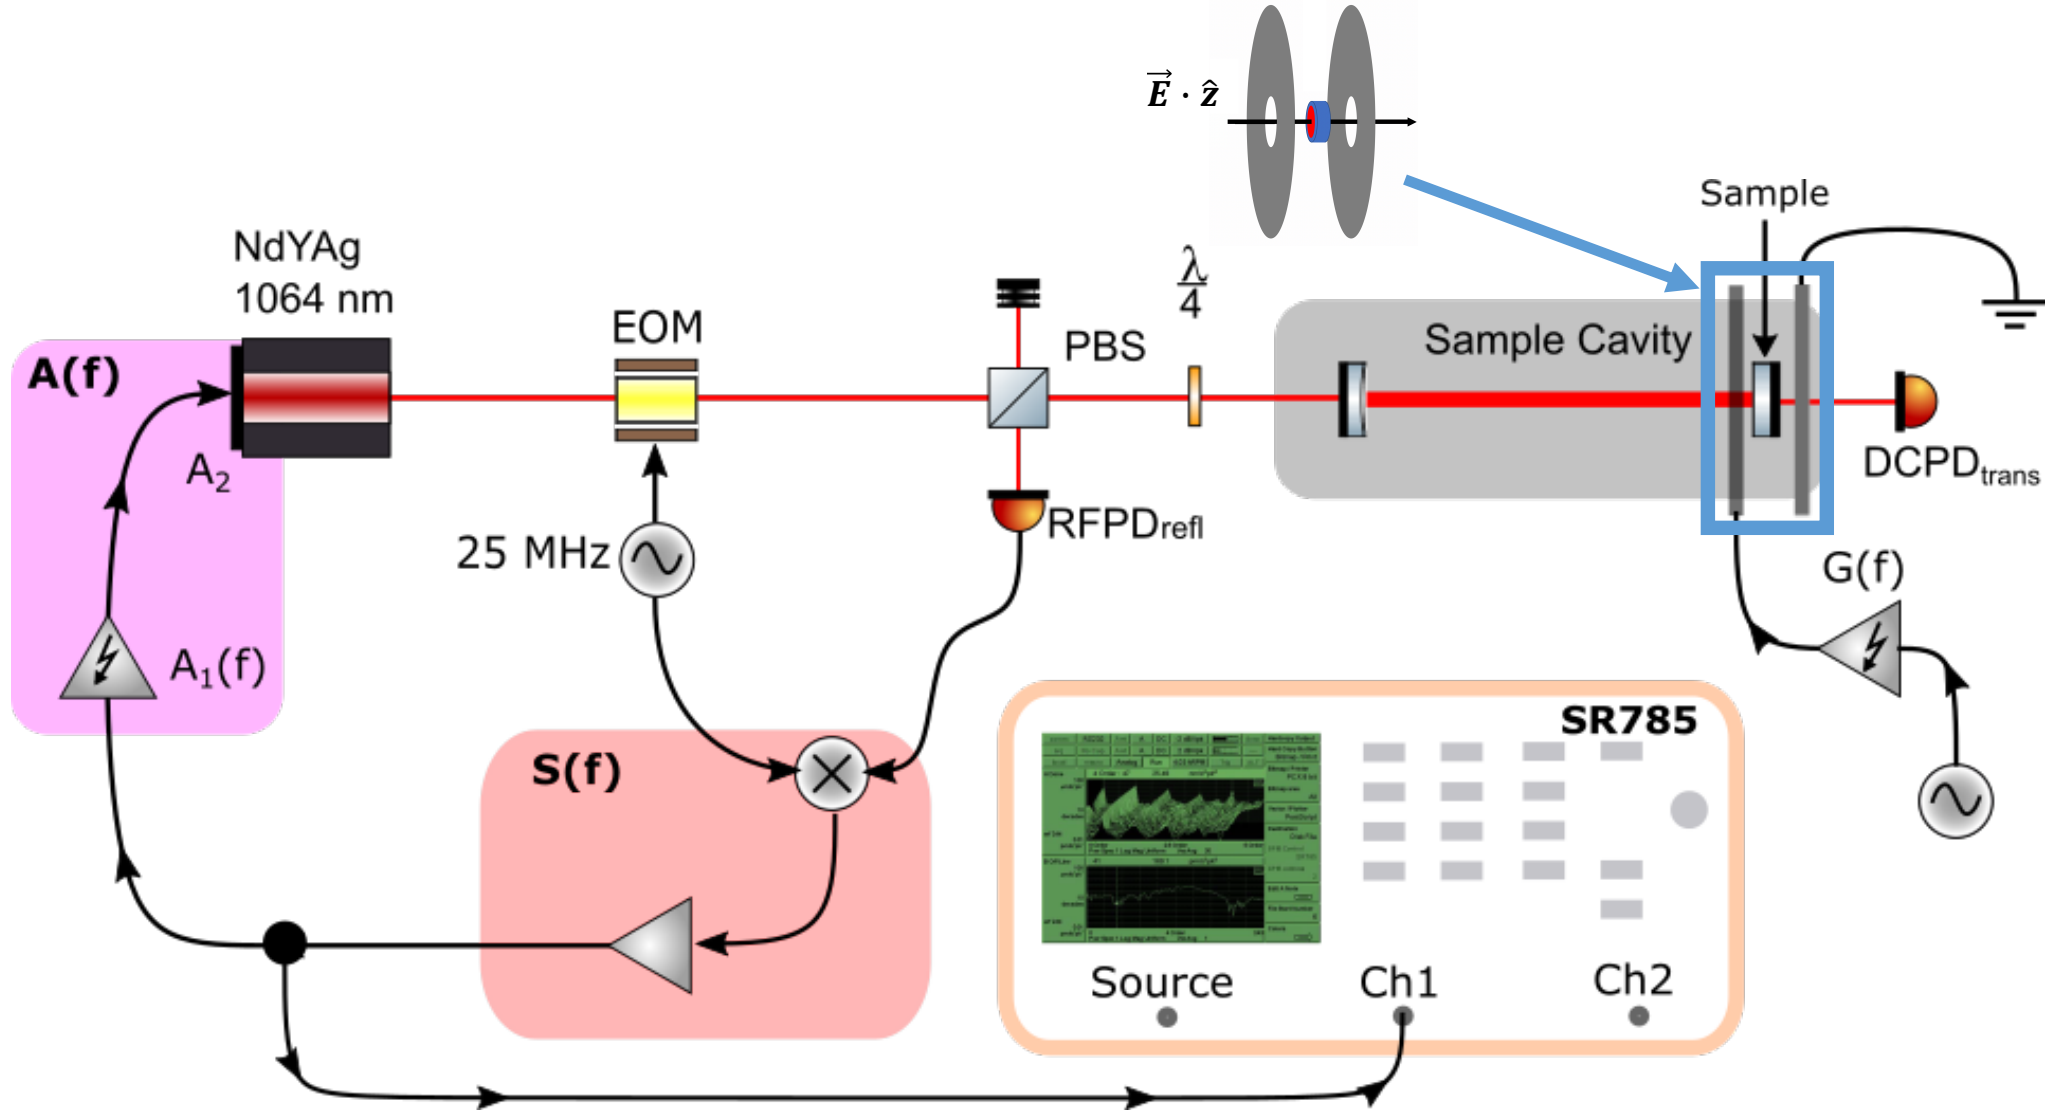 E · ẑ
Sample
NdYAg
1064 nm
λ
4
EOM
PBS
Sample Cavity
A(f)
A2
DCPDtrans
RFPDrefl
25 MHz
G(f)
A1(f)
SR785
S(f)
Source
Ch1
Ch2